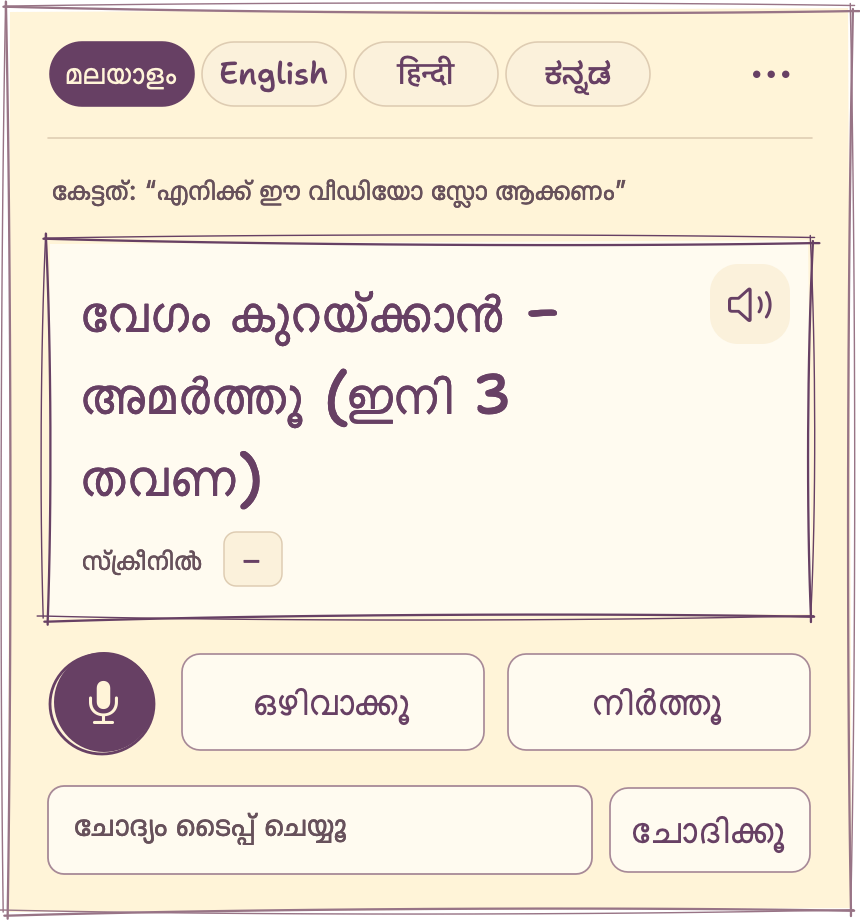 മലയാളം English हिन्दी ಕನ್ನಡ
കേട്ടത്: “എനിക്ക് ഈ വീഡിയോ സ്ലോ ആക്കണം”
വേഗം കുറയ്ക്കാൻ –
അമർത്തൂ (ഇനി 3
തവണ)
സ്ക്രീനിൽ –
ഒഴിവാക്കൂ നിർത്തൂ
ചോദ്യം ടൈപ്പ് ചെയ്യൂ ചോദിക്കൂ